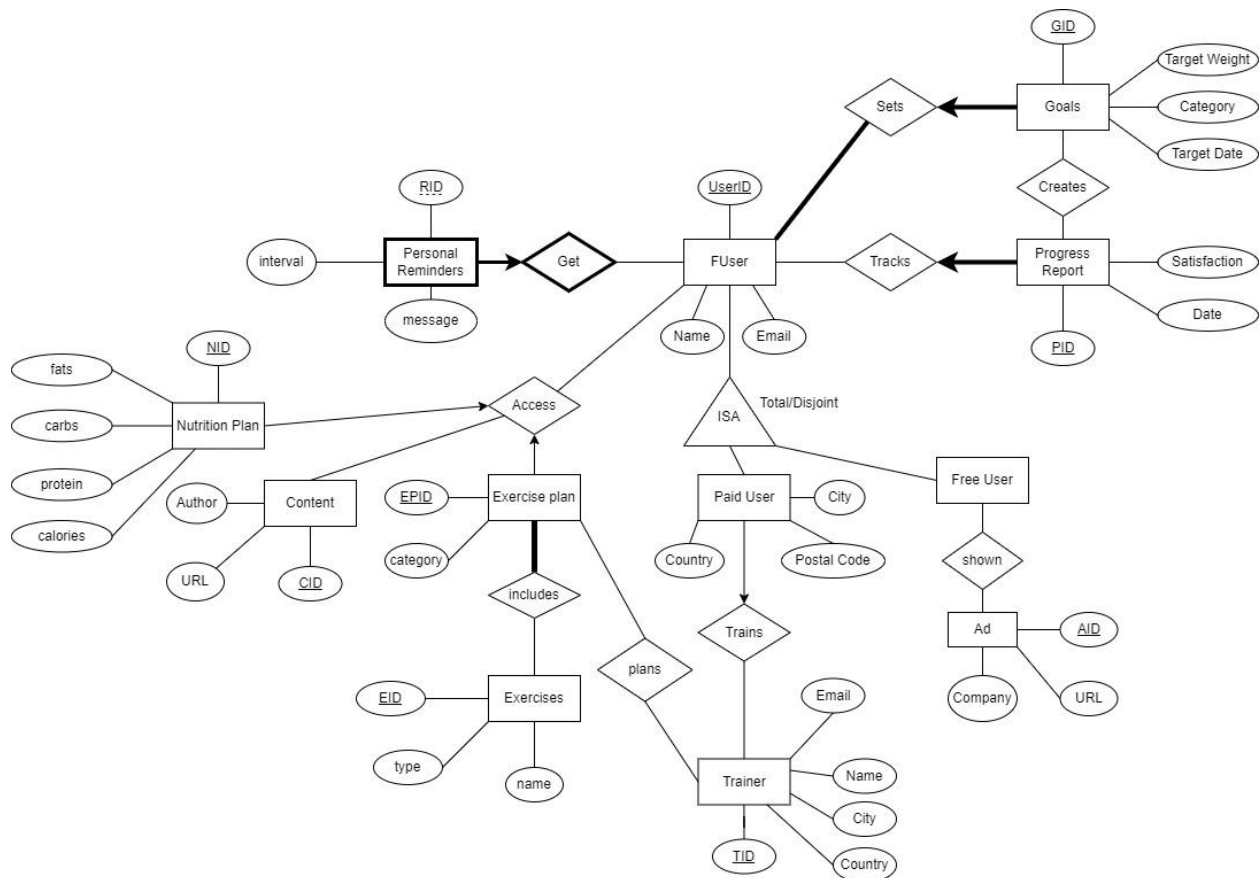 GID
Target Weight
Sets
Goals
Category
Target Date
RID
UserID
Creates
interval
Personal
Reminders
Get
FUser
Tracks
Progress
Report
Satisfaction
message
Name
Email
Date
NID
PID
fats
Access
ISA
Total/Disjoint
carbs
Nutrition Plan
protein
Author
Content
EPID
Exercise plan
Paid User
City
Free User
calories
category
Country
Postal Code
shown
URL
CID
includes
Trains
Ad
AID
plans
EID
Exercises
Email
Company
URL
type
name
Trainer
Name
City
TID
Country